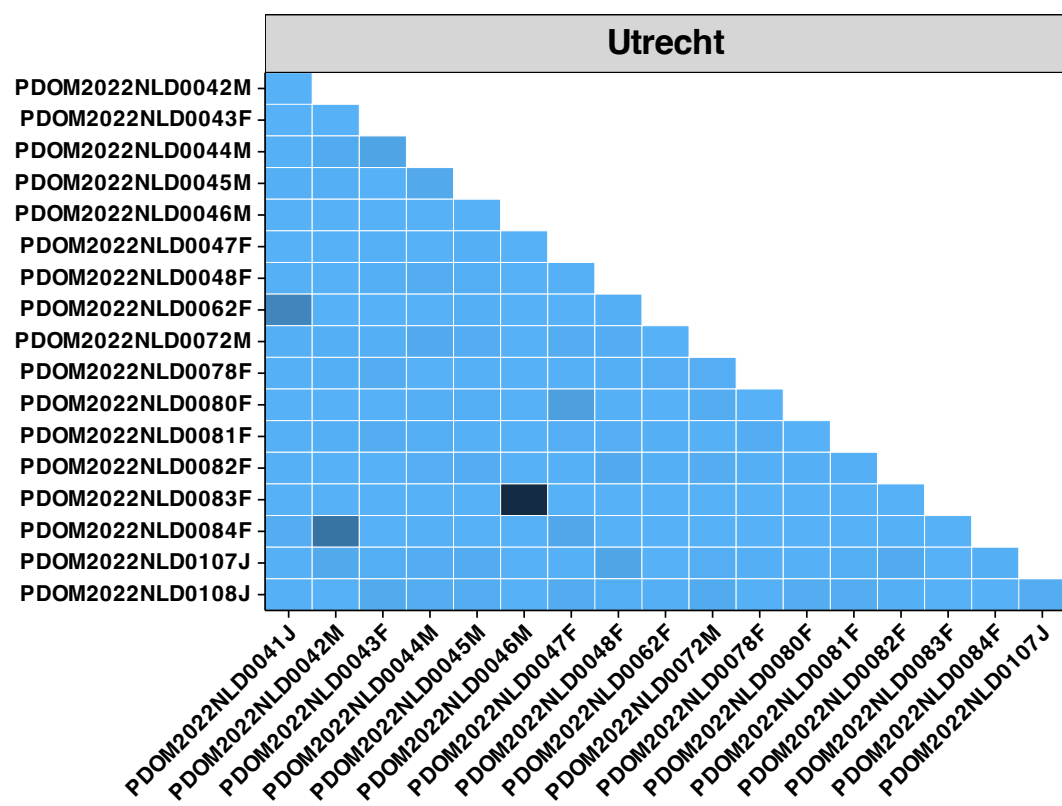 Utrecht
PDOM2022NLD0042M
PDOM2022NLD0043F
PDOM2022NLD0044M
PDOM2022NLD0045M
PDOM2022NLD0046M
PDOM2022NLD0047F
PDOM2022NLD0048F
PDOM2022NLD0062F
PDOM2022NLD0072M
PDOM2022NLD0078F
PDOM2022NLD0080F
PDOM2022NLD0081F
PDOM2022NLD0082F
PDOM2022NLD0083F
PDOM2022NLD0084F
PDOM2022NLD0107J
PDOM2022NLD0108J
PDOM2022NLD0041J
PDOM2022NLD0042M
PDOM2022NLD0043F
PDOM2022NLD0044M
PDOM2022NLD0045M
PDOM2022NLD0046M
PDOM2022NLD0047F
PDOM2022NLD0048F
PDOM2022NLD0062F
PDOM2022NLD0072M
PDOM2022NLD0078F
PDOM2022NLD0080F
PDOM2022NLD0081F
PDOM2022NLD0082F
PDOM2022NLD0083F
PDOM2022NLD0084F
PDOM2022NLD0107J